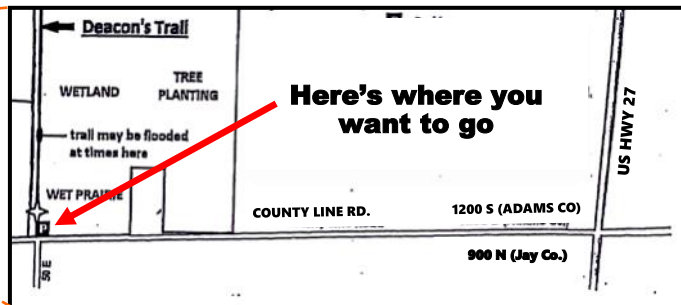 Deacon's Trail
WETLAND
TREE
PLANTING
Here's where you
want to go
trail may be flooded
at times here
US HWY 27
WET PRAIRIE
P
COUNTY LINE RD.
1200 S (ADAMS CO)
900 N (Jay Co.)